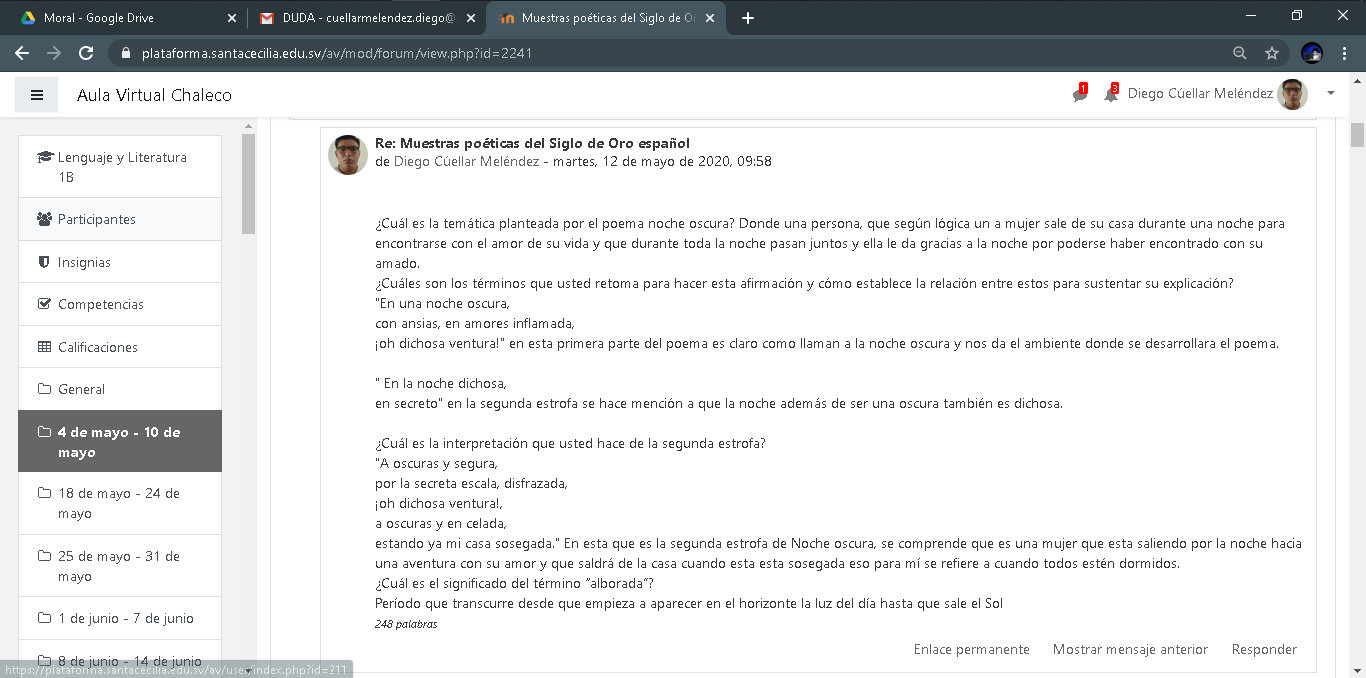 Moral - Google Drive
DUDA - cuellarmelendez.diego@
Muestras poéticas del Siglo de Or
plataforma.santacecilia.edu.sv/av/mod/forum/view.php?id=2241
Aula Virtual Chaleco
1
3
Diego Cúellar Meléndez
Lenguaje y Literatura
1B
Participantes
Insignias
Competencias
Calificaciones
General
4 de mayo - 10 de
mayo
18 de mayo - 24 de
mayo
25 de mayo - 31 de
mayo
1 de junio - 7 de junio
8 de junio - 14 de junio
https://plataforma.santacecilia.edu.sv/av/user/index.php?id=211
Re: Muestras poéticas del Siglo de Oro español
de Diego Cúellar Meléndez - martes, 12 de mayo de 2020, 09:58
¿Cuál es la temática planteada por el poema noche oscura? Donde una persona, que según lógica un a mujer sale de su casa durante una noche para
encontrarse con el amor de su vida y que durante toda la noche pasan juntos y ella le da gracias a la noche por poderse haber encontrado con su
amado.
¿Cuáles son los términos que usted retoma para hacer esta afirmación y cómo establece la relación entre estos para sustentar su explicación?
"En una noche oscura,
con ansias, en amores inflamada,
¡oh dichosa ventura!" en esta primera parte del poema es claro como llaman a la noche oscura y nos da el ambiente donde se desarrollara el poema.
" En la noche dichosa,
en secreto" en la segunda estrofa se hace mención a que la noche además de ser una oscura también es dichosa.
¿Cuál es la interpretación que usted hace de la segunda estrofa?
"A oscuras y segura,
por la secreta escala, disfrazada,
¡oh dichosa ventura!,
a oscuras y en celada,
estando ya mi casa sosegada." En esta que es la segunda estrofa de Noche oscura, se comprende que es una mujer que esta saliendo por la noche hacia
una aventura con su amor y que saldrá de la casa cuando esta esta sosegada eso para mí se refiere a cuando todos estén dormidos.
¿Cuál es el significado del término "alborada"?
Período que transcurre desde que empieza a aparecer en el horizonte la luz del día hasta que sale el Sol
248 palabras
Enlace permanente
Mostrar mensaje anterior
Responder